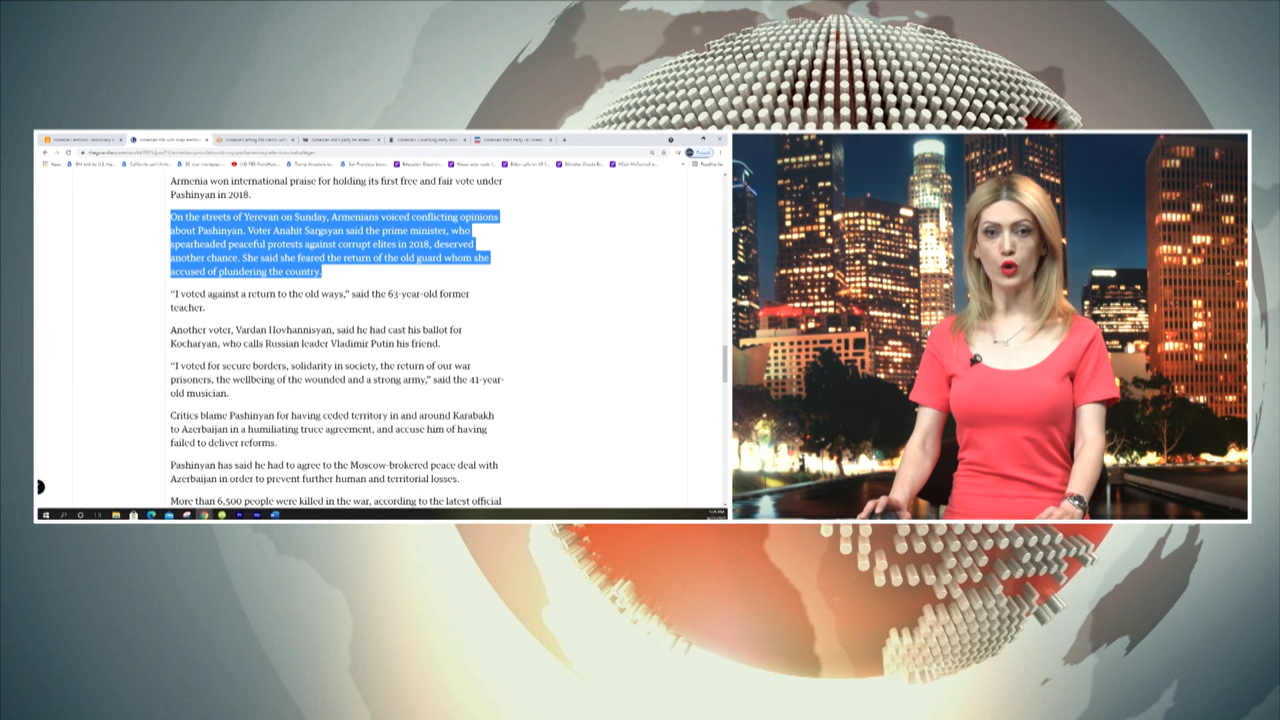 Armenia won international praise for holding its first free and fair vote under
Pashinyan in 2018.
On the streets of Yerevan on Sunday, Armenians voiced conflicting opinions
about Pashinyan. Voter Anahit Sargsyan said the prime minister, who
spearheaded peaceful protests against corrupt elites in 2018, deserved
another chance. She said she feared the return of the old guard whom she
accused of plundering the country.
“I voted against a return to the old ways,” said the 63-year-old former
teacher.
Another voter, Vardan Hovhannisyan, said he had cast his ballot for
Kocharyan, who calls Russian leader Vladimir Putin his friend.
“I voted for secure borders, solidarity in society, the return of our war
prisoners, the wellbeing of the wounded and a strong army,” said the 41-year-
old musician.
Critics blame Pashinyan for having ceded territory in and around Karabakh
to Azerbaijan in a humiliating truce agreement, and accuse him of having
failed to deliver reforms.
Pashinyan has said he had to agree to the Moscow-brokered peace deal with
Azerbaijan in order to prevent further human and territorial losses.
More than 6,500 people were killed in the war, according to the latest official